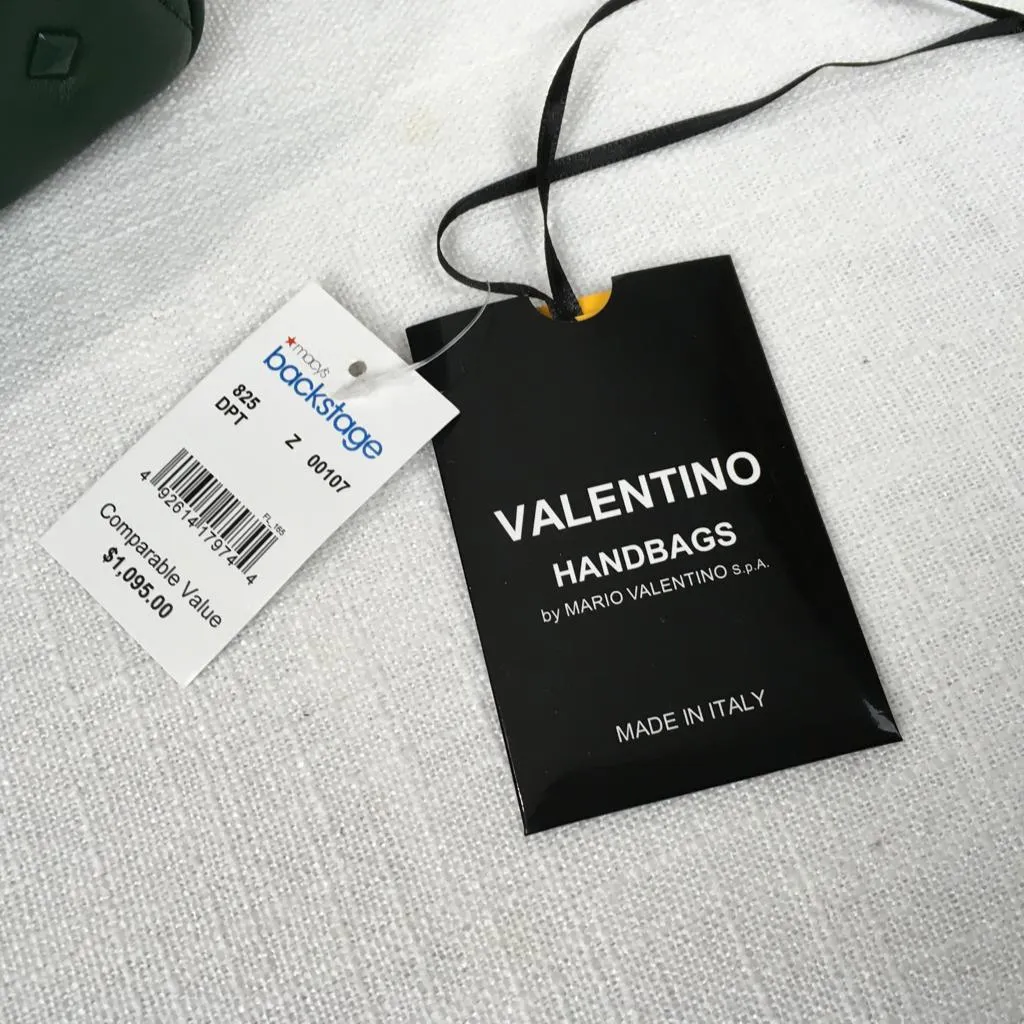 macy's
backstage
825
DPT
Z
00107
FL_165
4 92614 17974 4
Comparable Value
$1,095.00
VALENTINO
HANDBAGS
by MARIO VALENTINO S.p.A.
MADE IN ITALY